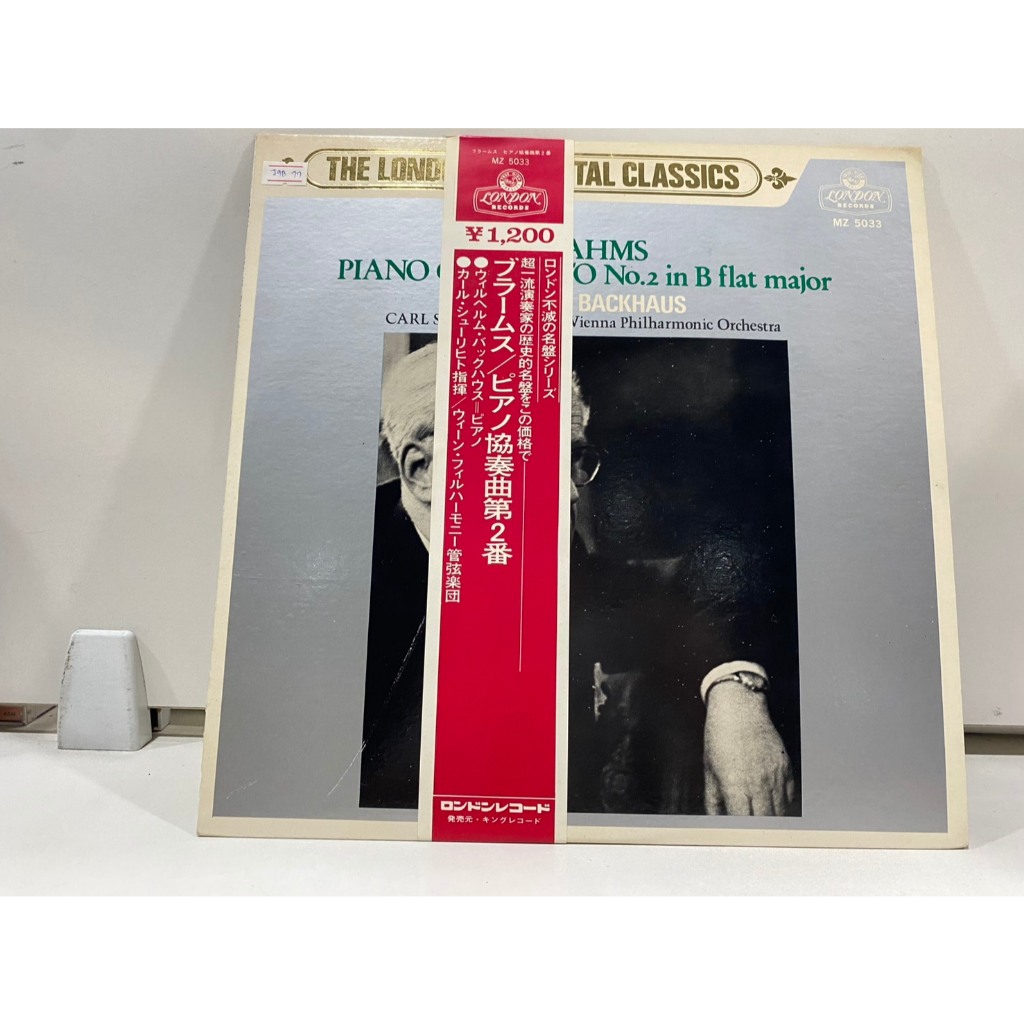 THE LOND TAL CLASSICS
LONDON
RECORDS
MZ 5033
AHMS
PIANO C TO No.2 in B flat major
BACKHAUS
CARL S Vienna Philharmonic Orchestra
ブラームス ピアノ協奏曲第2番
MZ 5033
LONDON
RECORDS
¥1,200
ロンドン不滅の名盤シリーズ
超一流演奏家の歴史的名盤をこの価格で
ブラームス/ピアノ協奏曲第2番
●ウィルヘルム・バックハウス=ピアノ
●カール・シューリヒト指揮/ウィーン・フィルハーモニー管弦楽団
ロンドンレコード
発売元・キングレコード